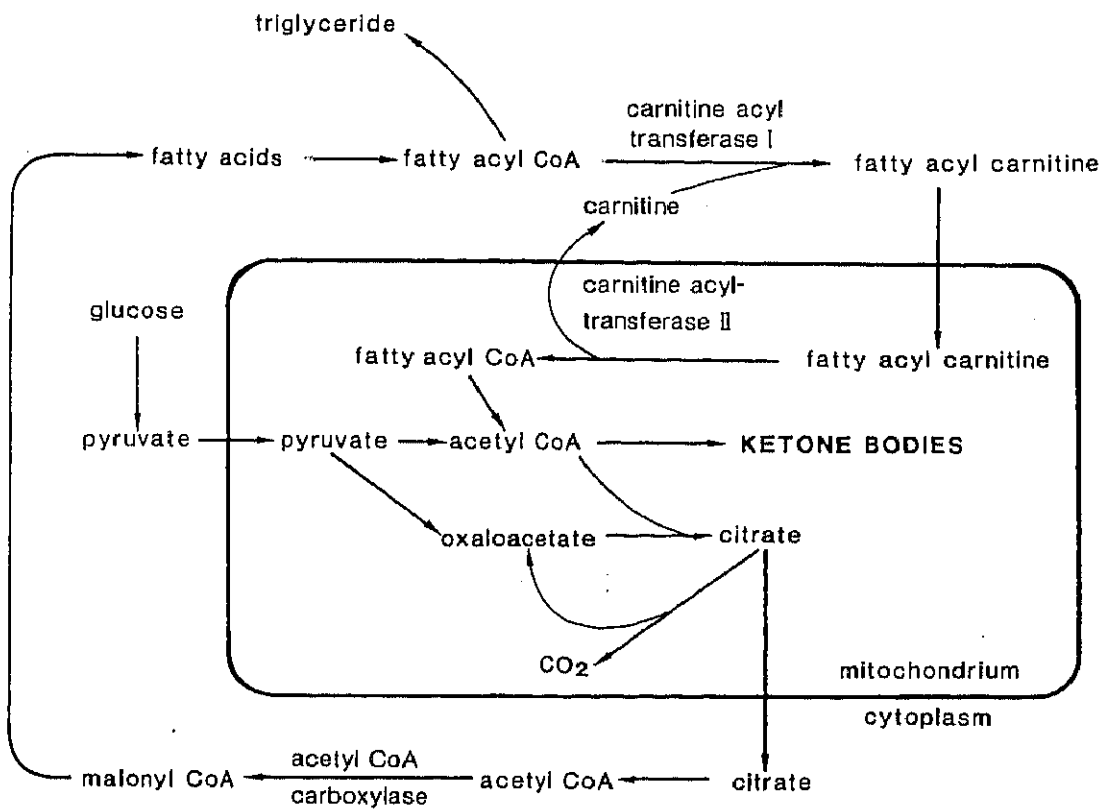 triglyceride
carnitine acyl
transferase I
fatty acids
fatty acyl CoA
fatty acyl carnitine
carnitine
carnitine acyl-
transferase II
glucose
fatty acyl CoA
fatty acyl carnitine
pyruvate
pyruvate
acetyl CoA
KETONE BODIES
oxaloacetate
citrate
CO2
mitochondrium
cytoplasm
malonyl CoA
acetyl CoA
carboxylase
acetyl CoA
citrate